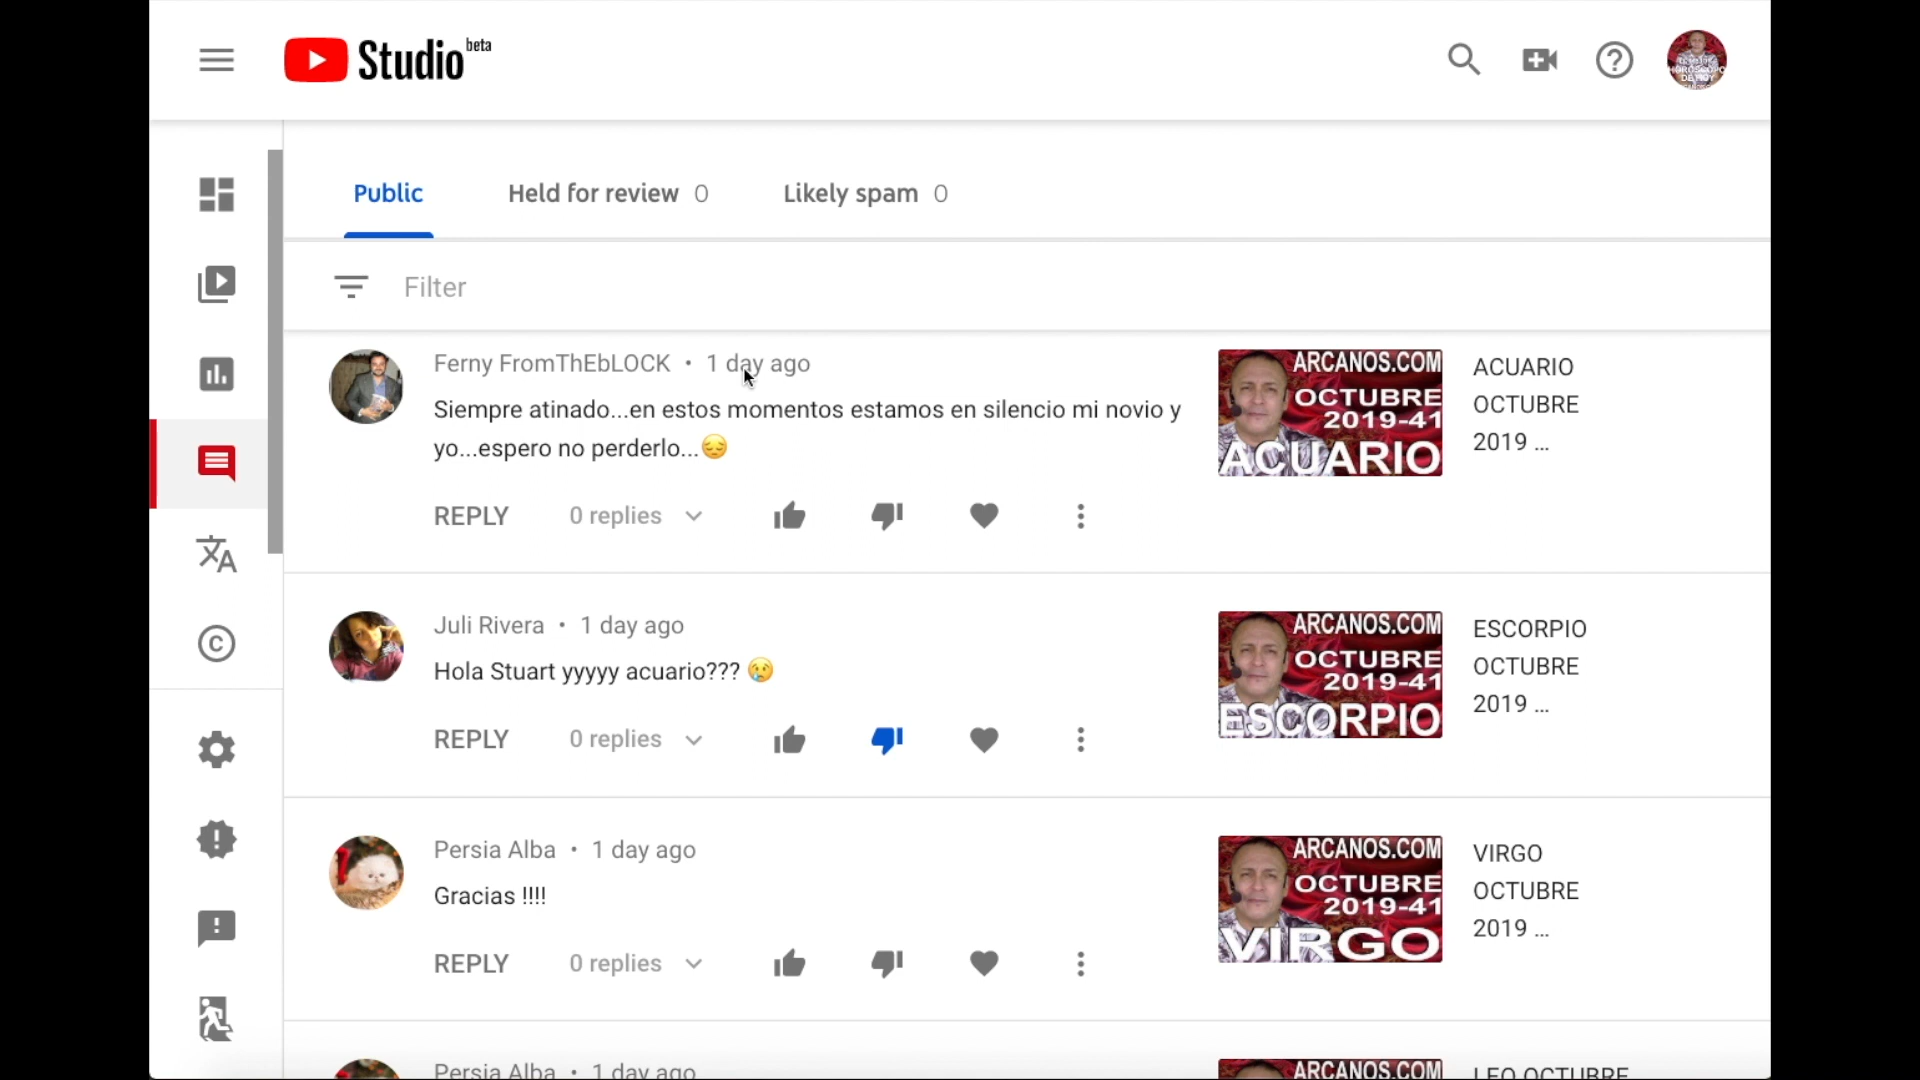 Studio beta
Public
Held for review 0
Likely spam 0
Filter
Ferny FromThEbLOCK • 1 day ago
Siempre atinado...en estos momentos estamos en silencio mi novio y
yo...espero no perderlo...😔
REPLY 0 replies
ARCANOS.COM
OCTUBRE
2019-41
ACUARIO
ACUARIO
OCTUBRE
2019 ...
Juli Rivera • 1 day ago
Hola Stuart yyyyy acuario??? 😢
REPLY 0 replies
ARCANOS.COM
OCTUBRE
2019-41
ESCORPIO
ESCORPIO
OCTUBRE
2019 ...
Persia Alba • 1 day ago
Gracias !!!!
REPLY 0 replies
ARCANOS.COM
OCTUBRE
2019-41
VIRGO
VIRGO
OCTUBRE
2019 ...
Persia Alba • 1 day ago
ARCANOS.COM
LEO OCTUBRE